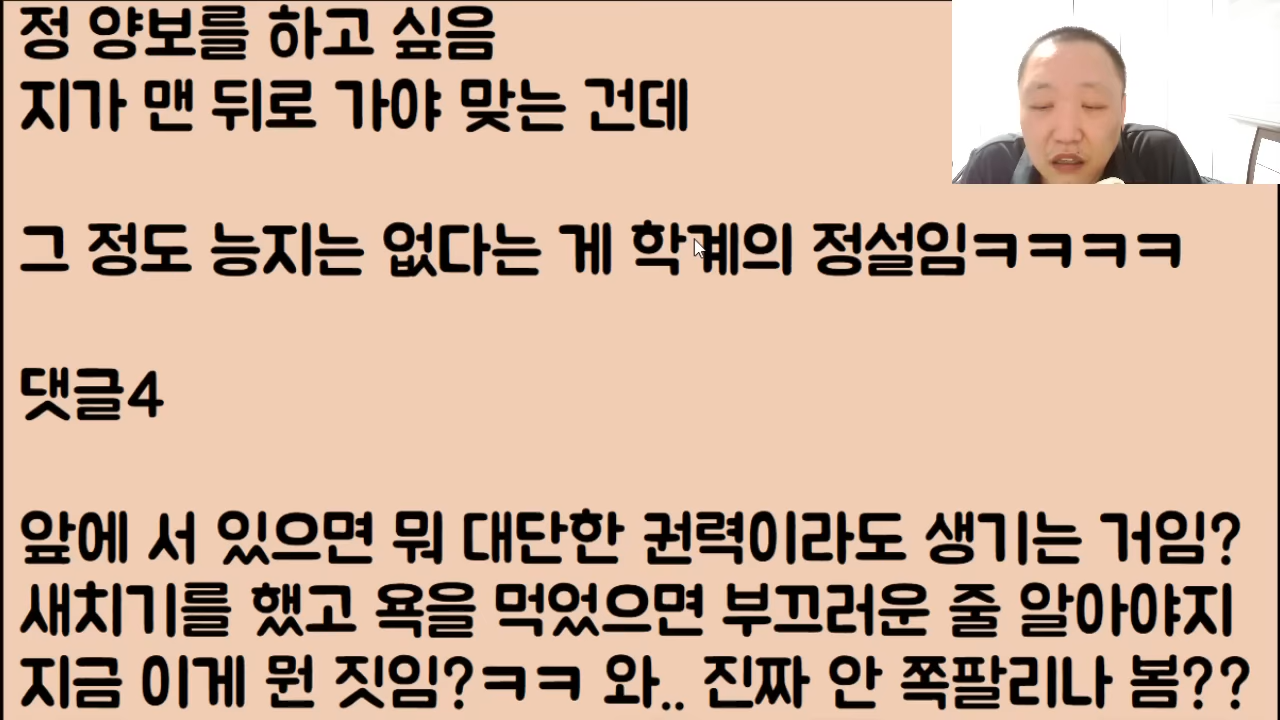 정 양보를 하고 싶음
지가 맨 뒤로 가야 맞는 건데
그 정도 능지는 없다는 게 학계의 정설임ㅋㅋㅋㅋ
댓글4
앞에 서 있으면 뭐 대단한 권력이라도 생기는 거임?
새치기를 했고 욕을 먹었으면 부끄러운 줄 알아야지
지금 이게 뭔 짓임?ㅋㅋ 와.. 진짜 안 쪽팔리나 봄??